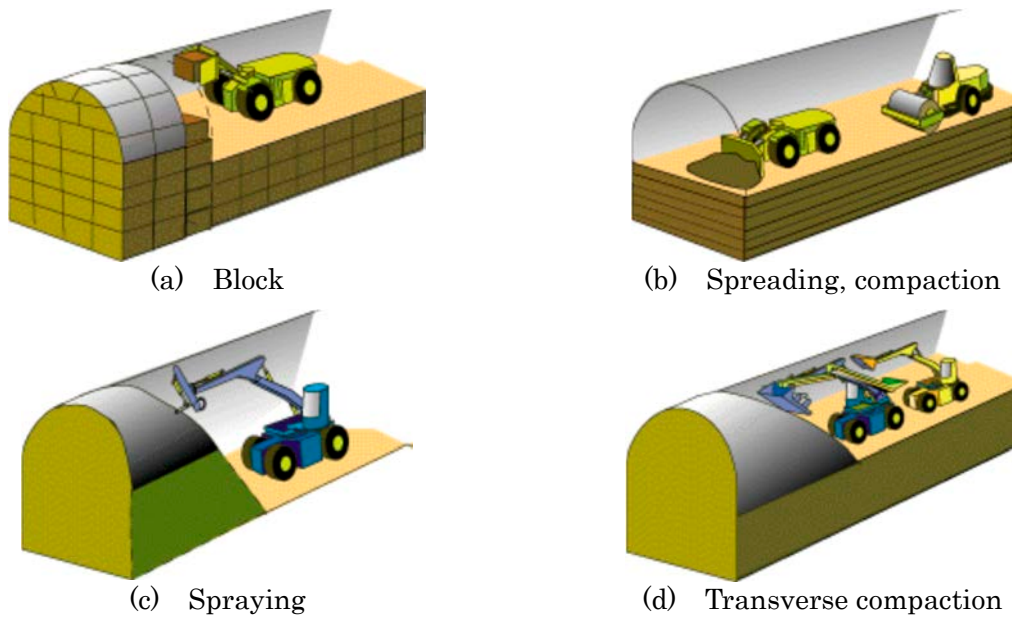 (a) Block
(b) Spreading, compaction
(c) Spraying
(d) Transverse compaction